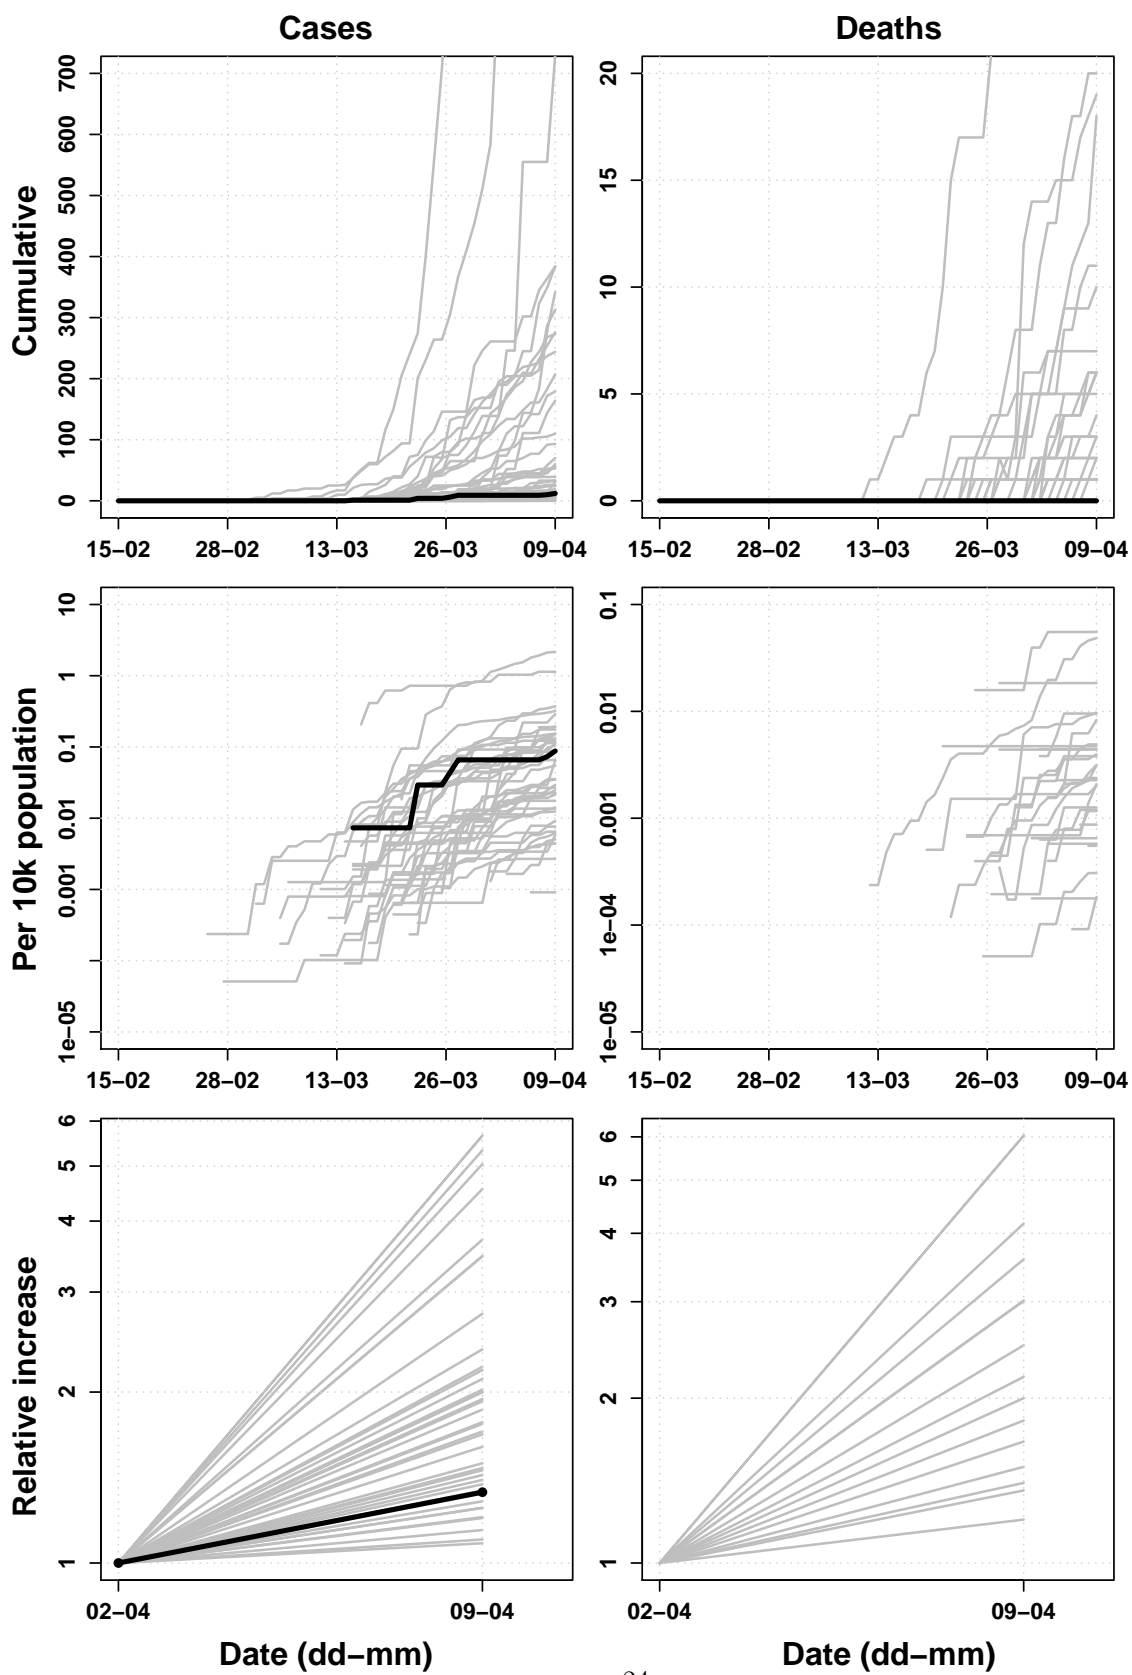 Cases Deaths
Cumulative
0 100 200 300 400 500 600 700
0 5 10 15 20
15−02 28−02 13−03 26−03 09−04
15−02 28−02 13−03 26−03 09−04
Per 10k population
1e−05 0.001 0.01 0.1 1 10
1e−05 1e−04 0.001 0.01 0.1
15−02 28−02 13−03 26−03 09−04
15−02 28−02 13−03 26−03 09−04
Relative increase
1 2 3 4 5 6
1 2 3 4 5 6
02−04 09−04
02−04 09−04
Date (dd−mm) Date (dd−mm)